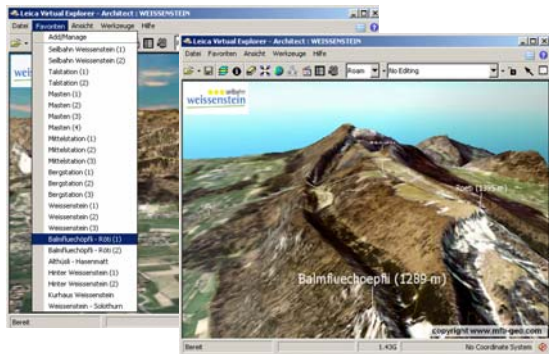 Leica Virtual Explorer - Architect : WEISSENSTEIN
Datei Favoriten Ansicht Werkzeuge Hilfe
Add/Manage
Seilbahn Weissenstein (1)
Seilbahn Weissenstein (2)
Talstation (1)
Talstation (2)
Masten (1)
Masten (2)
Masten (3)
Masten (4)
Mittelstation (1)
Mittelstation (2)
Mittelstation (3)
Bergstation (1)
Bergstation (2)
Bergstation (3)
Weissenstein (1)
Weissenstein (2)
Weissenstein (3)
Balmfluechöpfli - Röti (1)
Balmfluechöpfli - Röti (2)
Althüsli - Hasenmatt
Hinter Weissenstein (1)
Hinter Weissenstein (2)
Kurhaus Weissenstein
Weissenstein - Solothurn
Bereit
Leica Virtual Explorer - Architect : WEISSENSTEIN
Datei Favoriten Ansicht Werkzeuge Hilfe
Roam
No Editing
seilbahn
weissenstein
Roeti (1395 m)
Balmfluechoepfli (1289 m)
copyright www.mfb-geo.com
Bereit
1.43G
No Coordinate System